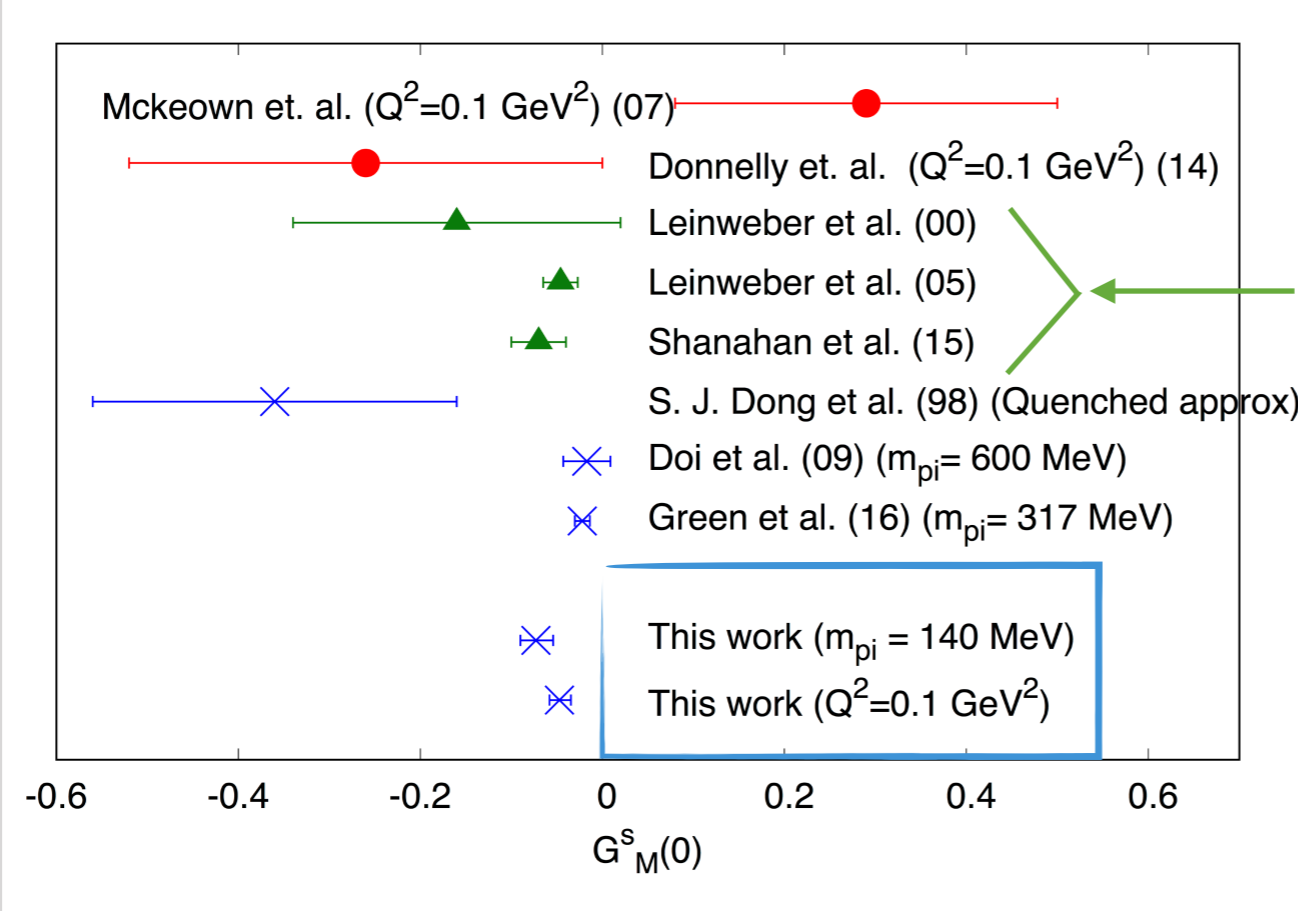 Mckeown et. al. (Q²=0.1 GeV²) (07)
Donnelly et. al. (Q²=0.1 GeV²) (14)
Leinweber et al. (00)
Leinweber et al. (05)
Shanahan et al. (15)
S. J. Dong et al. (98) (Quenched approx)
Doi et al. (09) (m_pi= 600 MeV)
Green et al. (16) (m_pi= 317 MeV)
This work (m_pi = 140 MeV)
This work (Q²=0.1 GeV²)
-0.6 -0.4 -0.2 0 0.2 0.4 0.6
G^s_M(0)